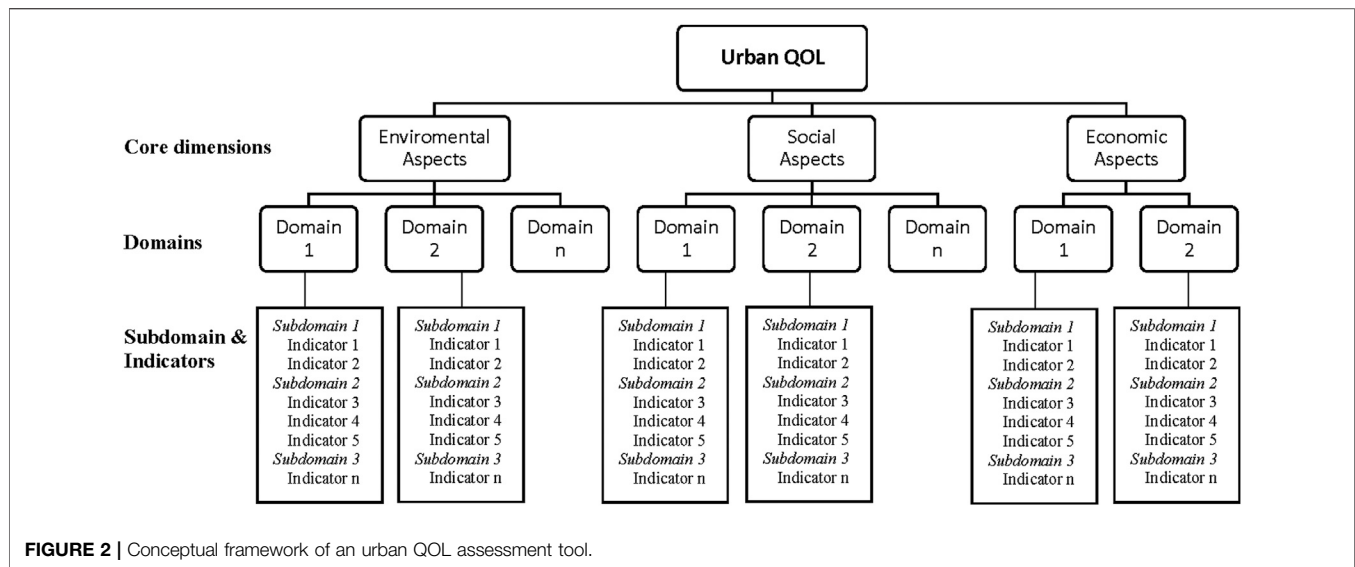 Urban QOL
Core dimensions
Enviromental
Aspects
Social
Aspects
Economic
Aspects
Domains
Domain
1
Domain
2
Domain
n
Domain
1
Domain
2
Domain
n
Domain
1
Domain
2
Subdomain &
Indicators
Subdomain 1
Indicator 1
Indicator 2
Subdomain 2
Indicator 3
Indicator 4
Indicator 5
Subdomain 3
Indicator n
Subdomain 1
Indicator 1
Indicator 2
Subdomain 2
Indicator 3
Indicator 4
Indicator 5
Subdomain 3
Indicator n
Subdomain 1
Indicator 1
Indicator 2
Subdomain 2
Indicator 3
Indicator 4
Indicator 5
Subdomain 3
Indicator n
Subdomain 1
Indicator 1
Indicator 2
Subdomain 2
Indicator 3
Indicator 4
Indicator 5
Subdomain 3
Indicator n
Subdomain 1
Indicator 1
Indicator 2
Subdomain 2
Indicator 3
Indicator 4
Indicator 5
Subdomain 3
Indicator n
Subdomain 1
Indicator 1
Indicator 2
Subdomain 2
Indicator 3
Indicator 4
Indicator 5
Subdomain 3
Indicator n
FIGURE 2 | Conceptual framework of an urban QOL assessment tool.